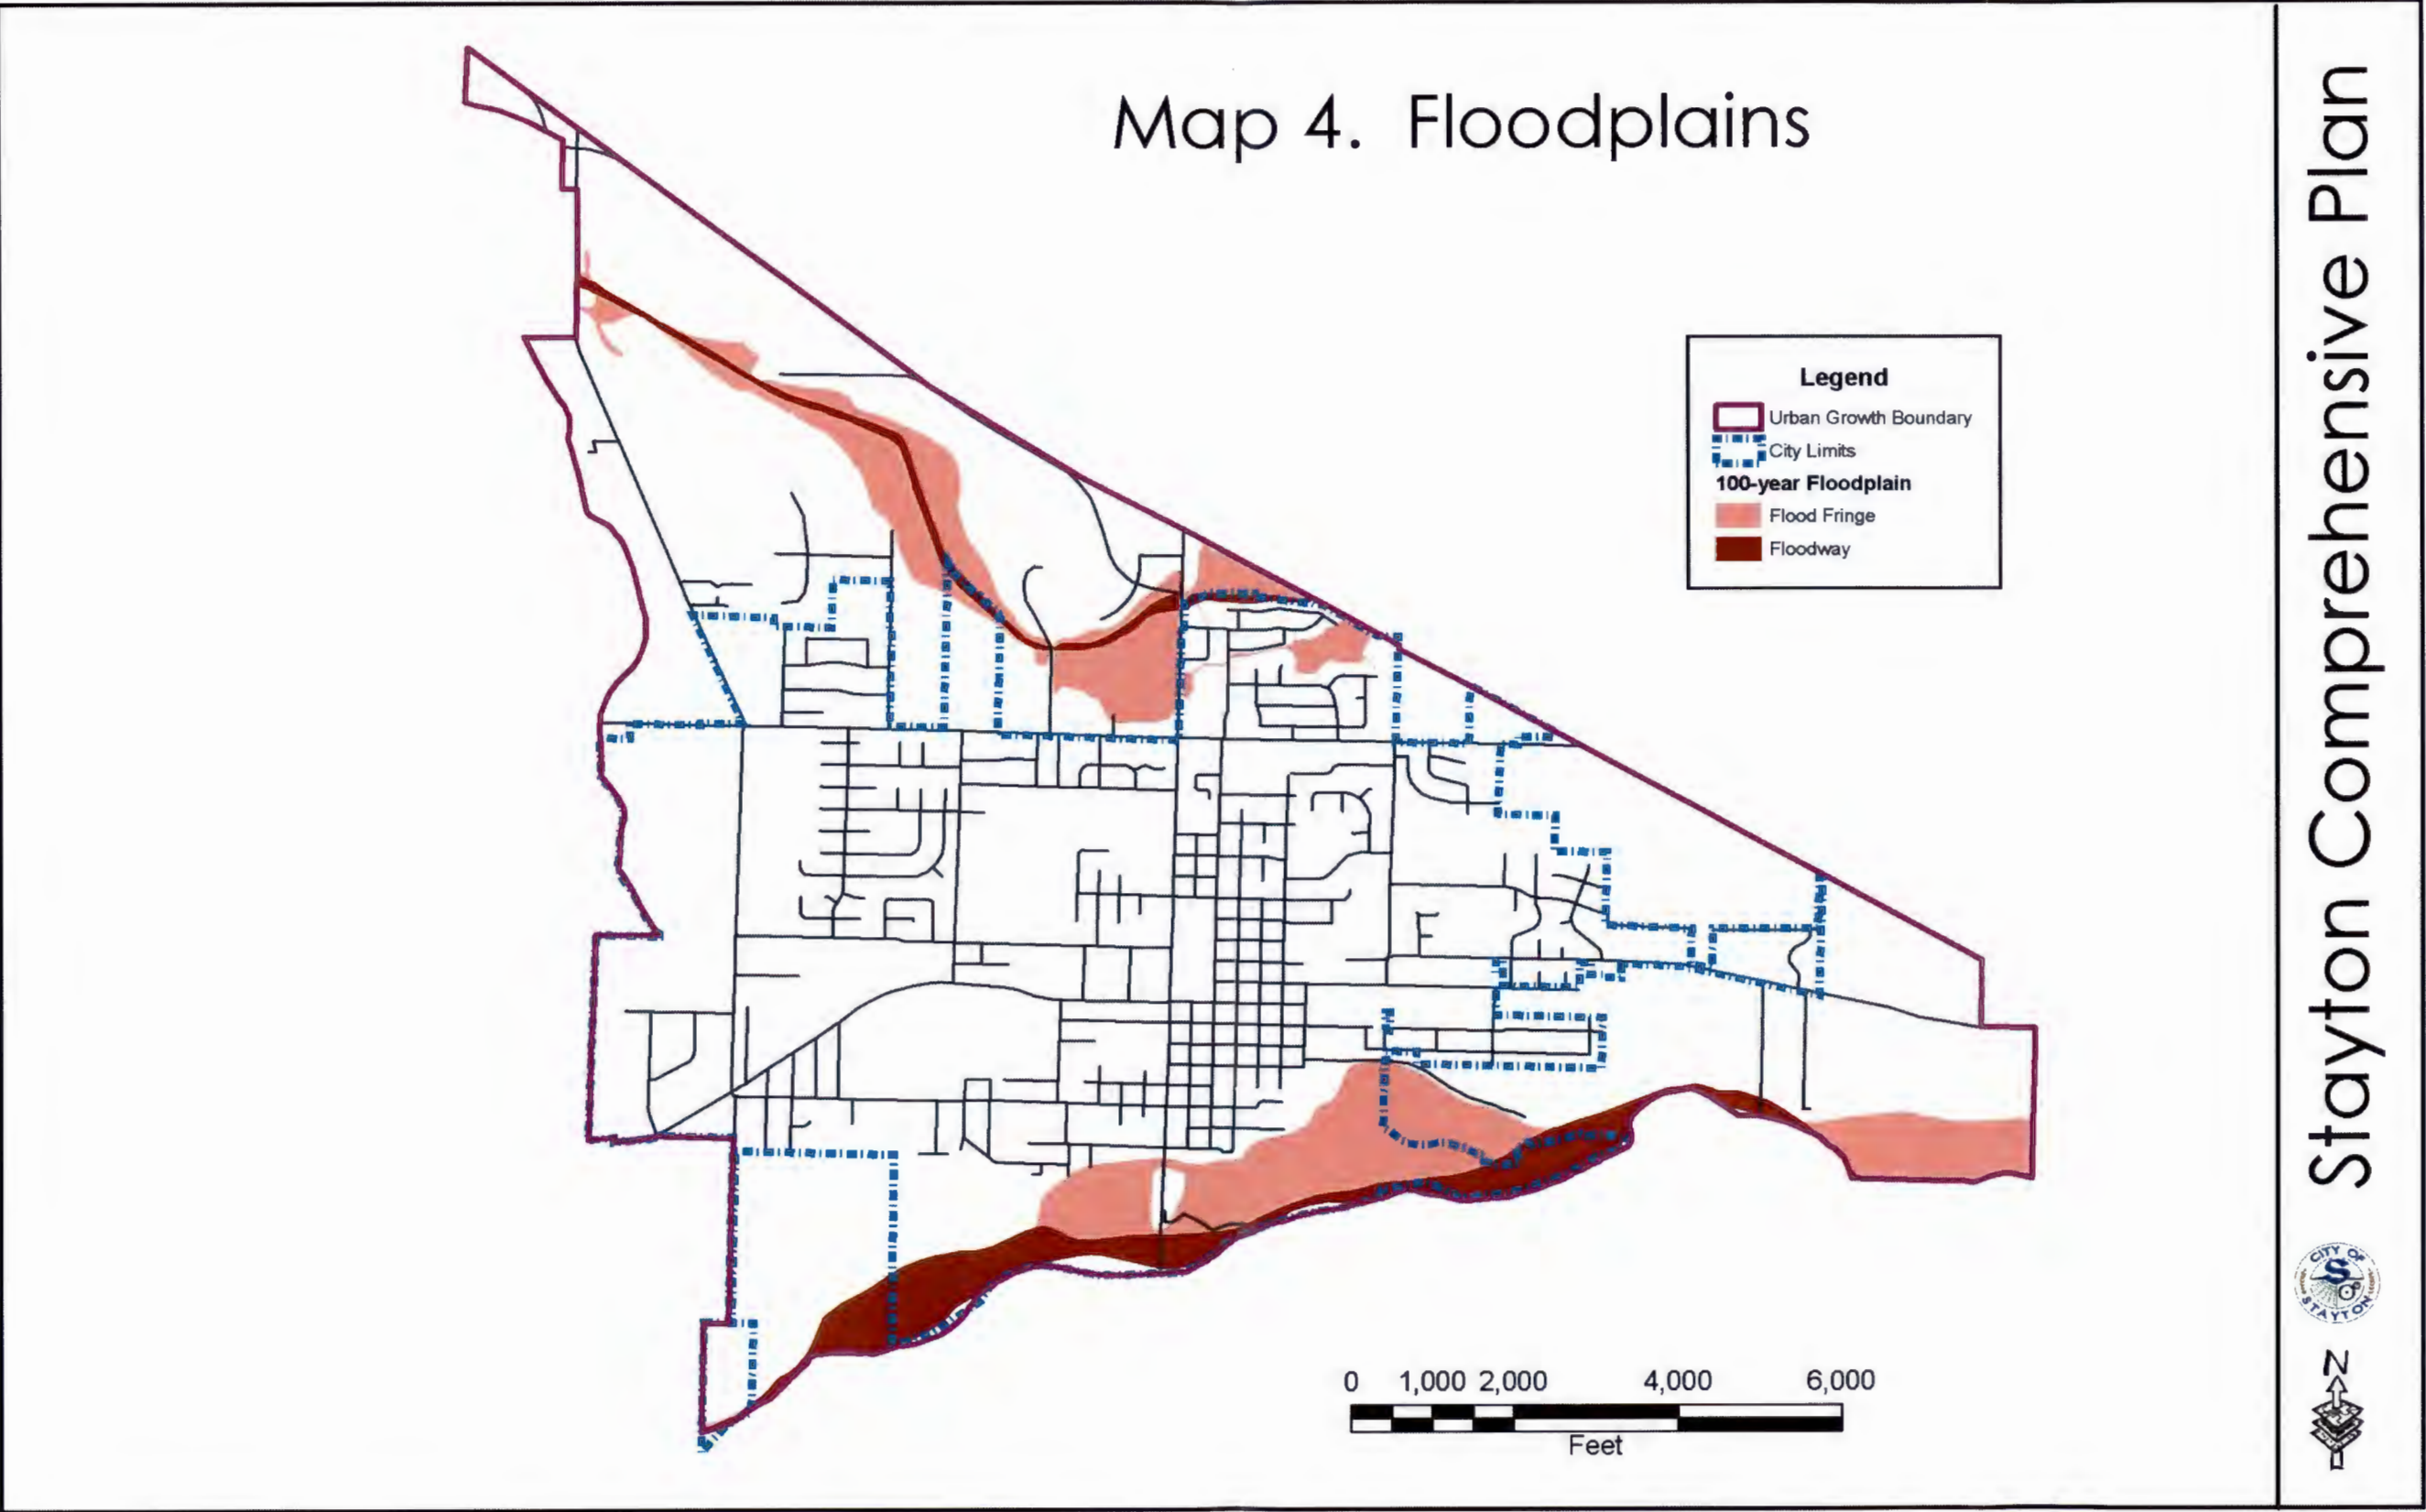 Map 4. Floodplains
Legend
Urban Growth Boundary
City Limits
100-year Floodplain
Flood Fringe
Floodway
0 1,000 2,000 4,000 6,000
Feet
Stayton Comprehensive Plan
CITY OF
S
STAYTON
N